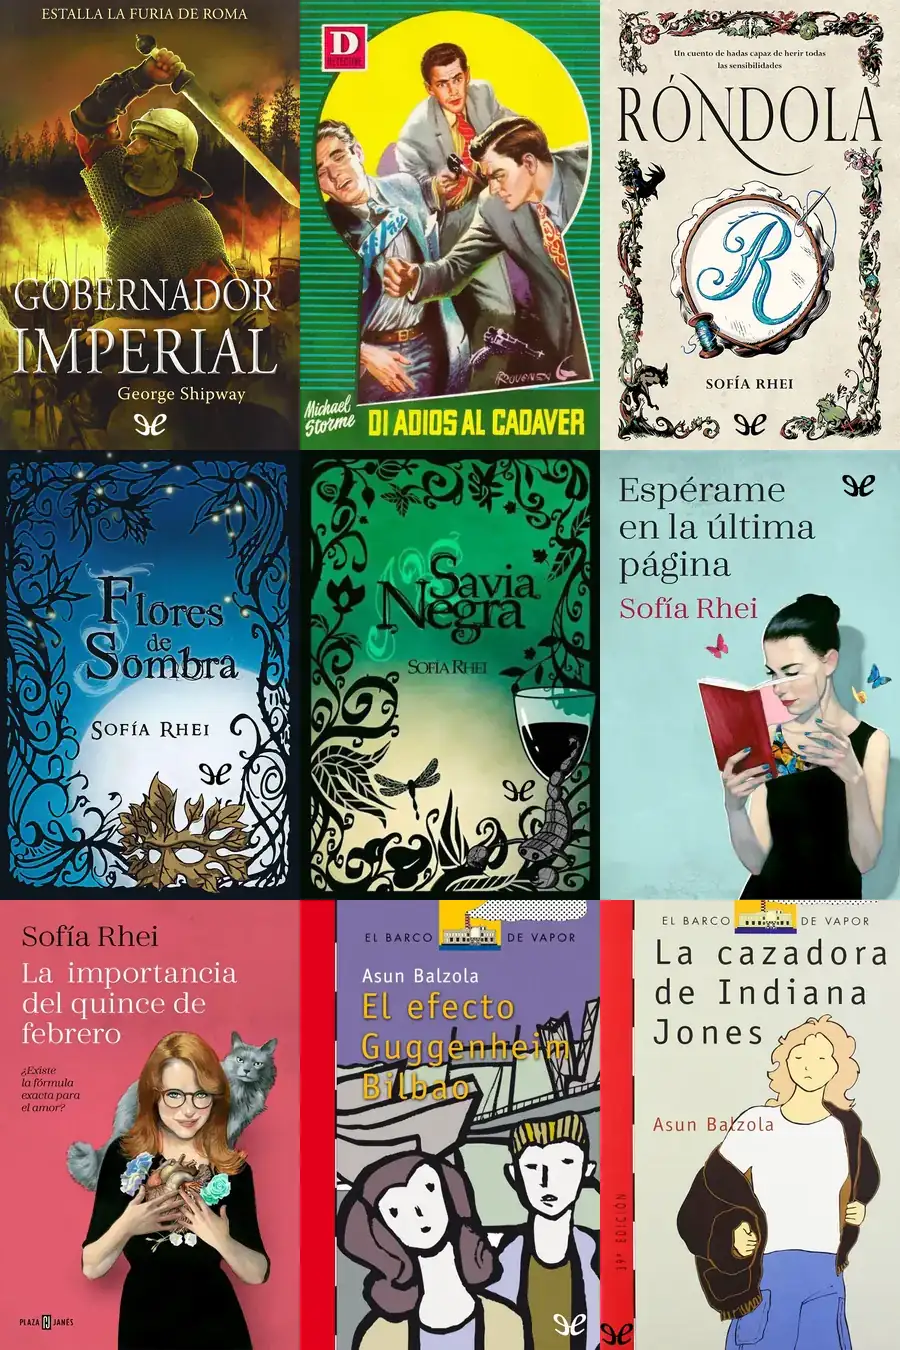 ESTALLA LA FURIA DE ROMA
GOBERNADOR
IMPERIAL
George Shipway
D
DETECTIVE
Michael
Storme
DI ADIOS AL CADAVER
Un cuento de hadas capaz de herir todas
las sensibilidades
RÓNDOLA
R
SOFÍA RHEI
Flores
de
Sombra
SOFÍA RHEI
Savia
Negra
SOFÍA RHEI
Espérame
en la última
página
Sofía Rhei
Sofía Rhei
La importancia
del quince de
febrero
¿Existe
la fórmula
exacta para
el amor?
PLAZA JANÉS
EL BARCO DE VAPOR
Asun Balzola
El efecto
Guggenheim
Bilbao
EL BARCO DE VAPOR
La cazadora
de Indiana
Jones
Asun Balzola
19ª EDICIÓN